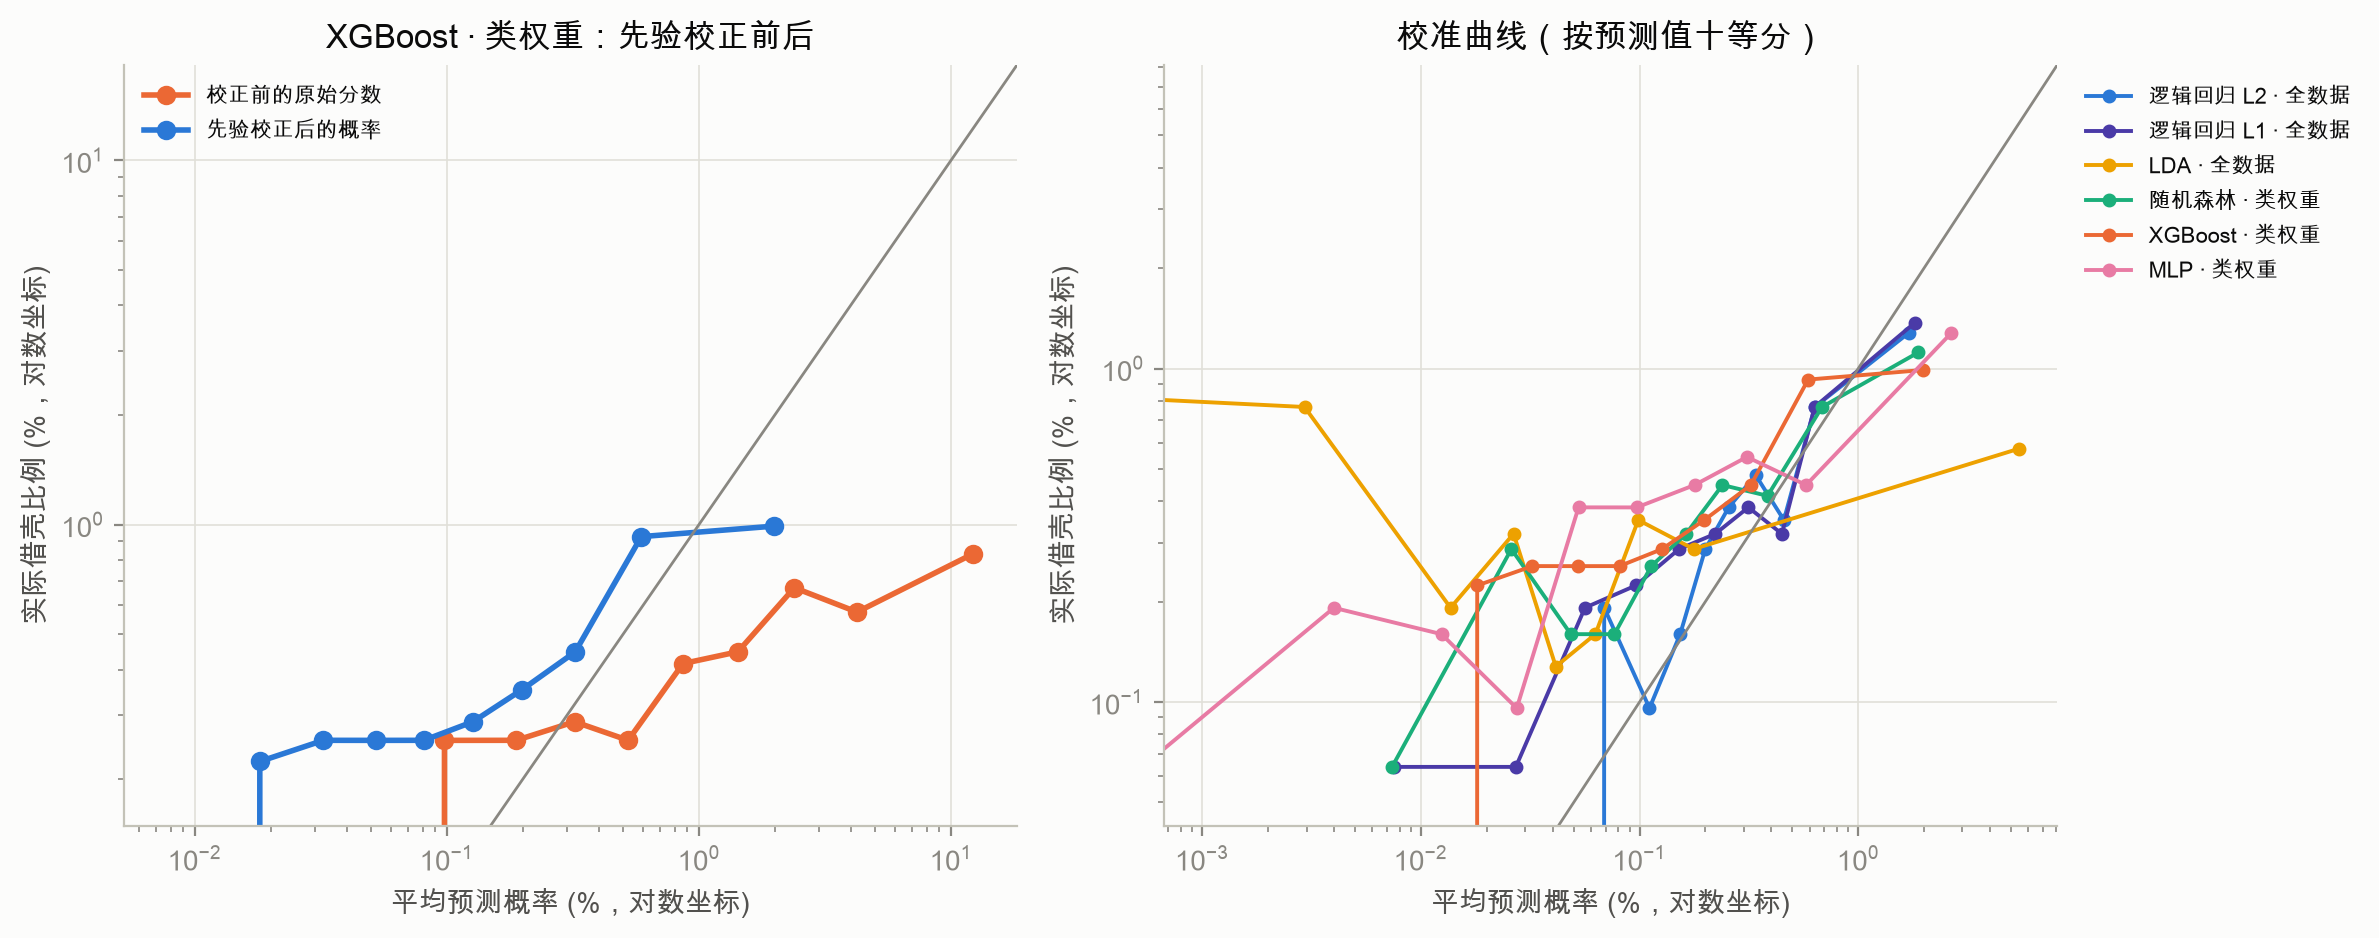 XGBoost · 类权重：先验校正前后
校正前的原始分数
先验校正后的概率
10¹
10⁰
实际借壳比例 (%，对数坐标)
10⁻²
10⁻¹
10⁰
10¹
平均预测概率 (%，对数坐标)
校准曲线（按预测值十等分）
10⁰
10⁻¹
实际借壳比例 (%，对数坐标)
10⁻³
10⁻²
10⁻¹
10⁰
平均预测概率 (%，对数坐标)
逻辑回归 L2 · 全数据
逻辑回归 L1 · 全数据
LDA · 全数据
随机森林 · 类权重
XGBoost · 类权重
MLP · 类权重